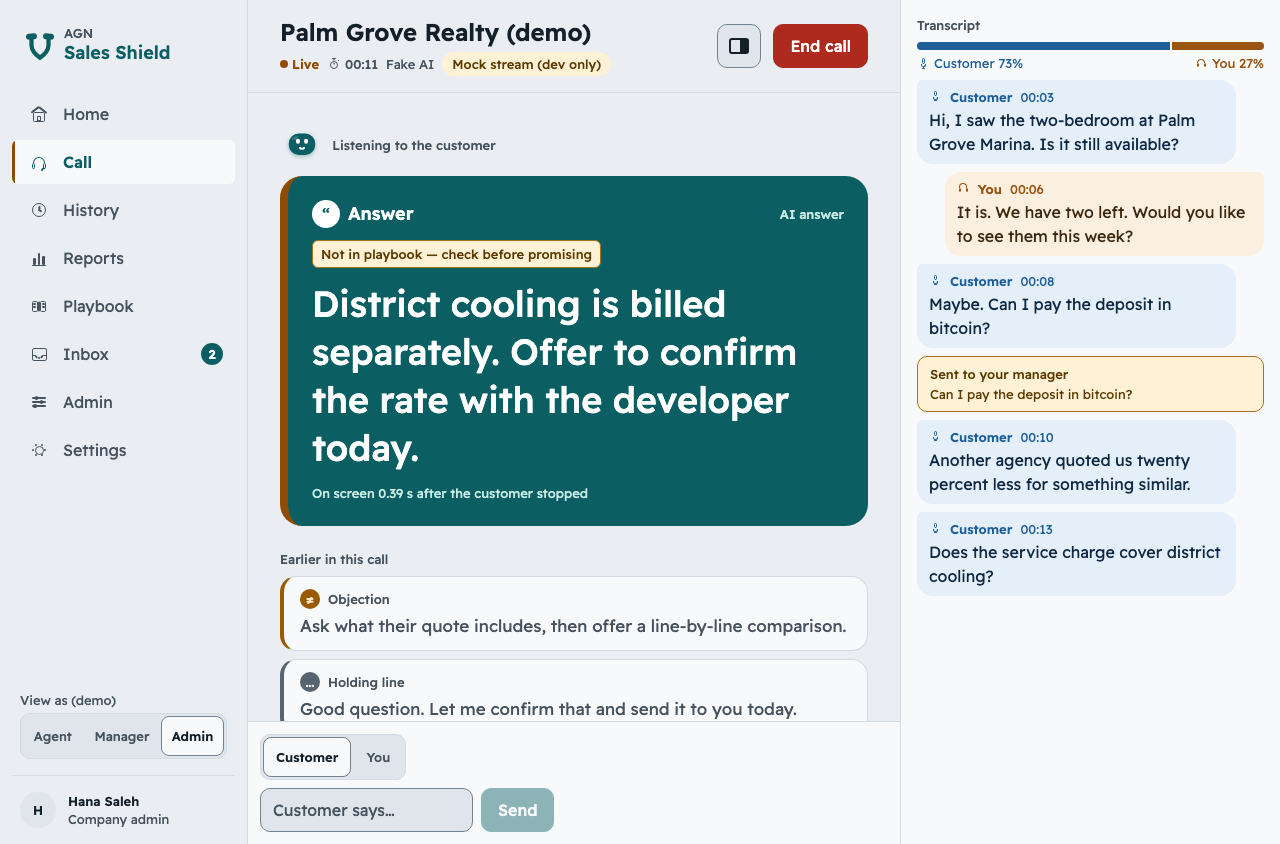 AGN
Sales Shield
Home
Call
History
Reports
Playbook
Inbox
2
Admin
Settings
View as (demo)
Agent
Manager
Admin
H
Hana Saleh
Company admin
Palm Grove Realty (demo)
Live
00:11
Fake AI
Mock stream (dev only)
End call
Listening to the customer
“
Answer
AI answer
Not in playbook — check before promising
District cooling is billed
separately. Offer to confirm
the rate with the developer
today.
On screen 0.39 s after the customer stopped
Earlier in this call
≠
Objection
Ask what their quote includes, then offer a line-by-line comparison.
…
Holding line
Good question. Let me confirm that and send it to you today.
Customer
You
Customer says…
Send
Transcript
Customer 73%
You 27%
Customer 00:03
Hi, I saw the two-bedroom at Palm
Grove Marina. Is it still available?
You 00:06
It is. We have two left. Would you like
to see them this week?
Customer 00:08
Maybe. Can I pay the deposit in
bitcoin?
Sent to your manager
Can I pay the deposit in bitcoin?
Customer 00:10
Another agency quoted us twenty
percent less for something similar.
Customer 00:13
Does the service charge cover district
cooling?